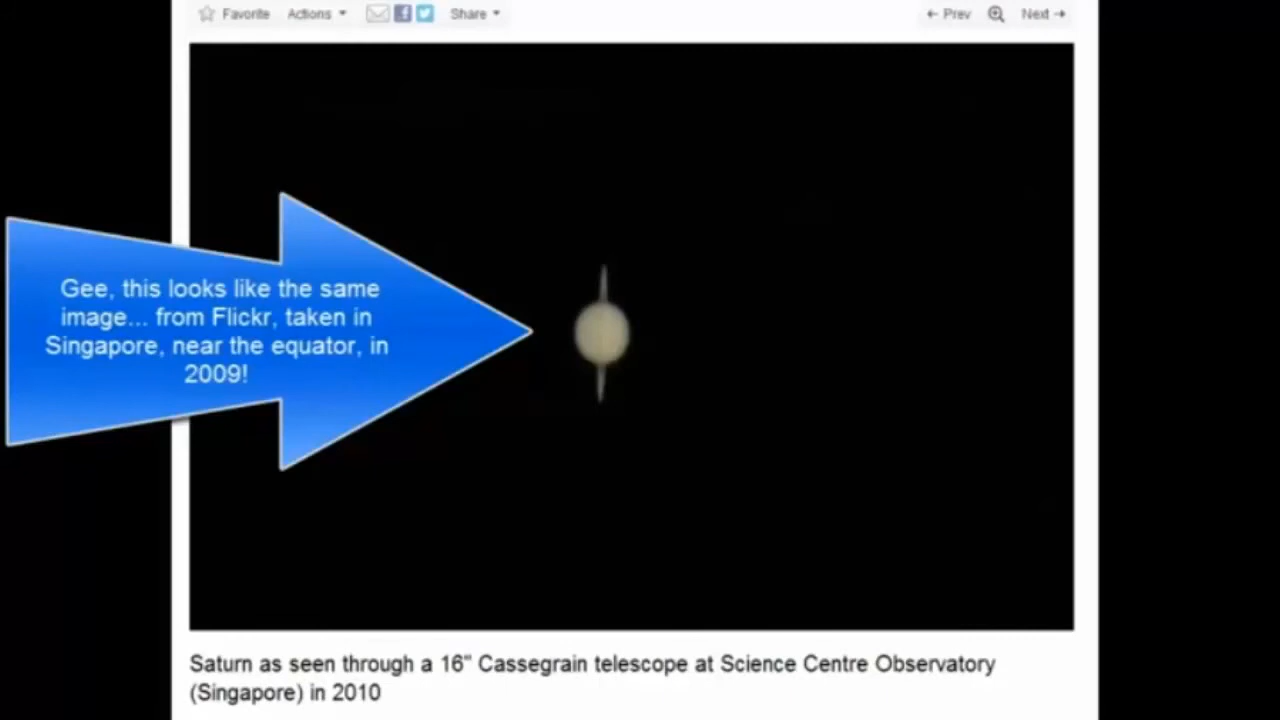 Favorite Actions Share Prev Next
Gee, this looks like the same
image... from Flickr, taken in
Singapore, near the equator, in
2009!
Saturn as seen through a 16" Cassegrain telescope at Science Centre Observatory
(Singapore) in 2010